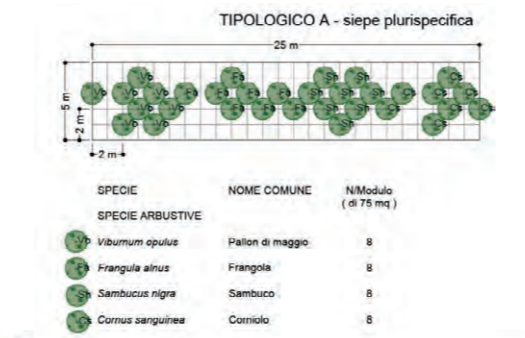 TIPOLOGICO A - siepe plurispecifica
25 m
5 m
2 m
2 m
SPECIE NOME COMUNE N/Modulo
( di 75 mq )
SPECIE ARBUSTIVE
Vb Viburnum opulus Pallon di maggio 8
Fa Frangula alnus Frangola 8
Sh Sambucus nigra Sambuco 8
Cs Cornus sanguinea Corniolo 8